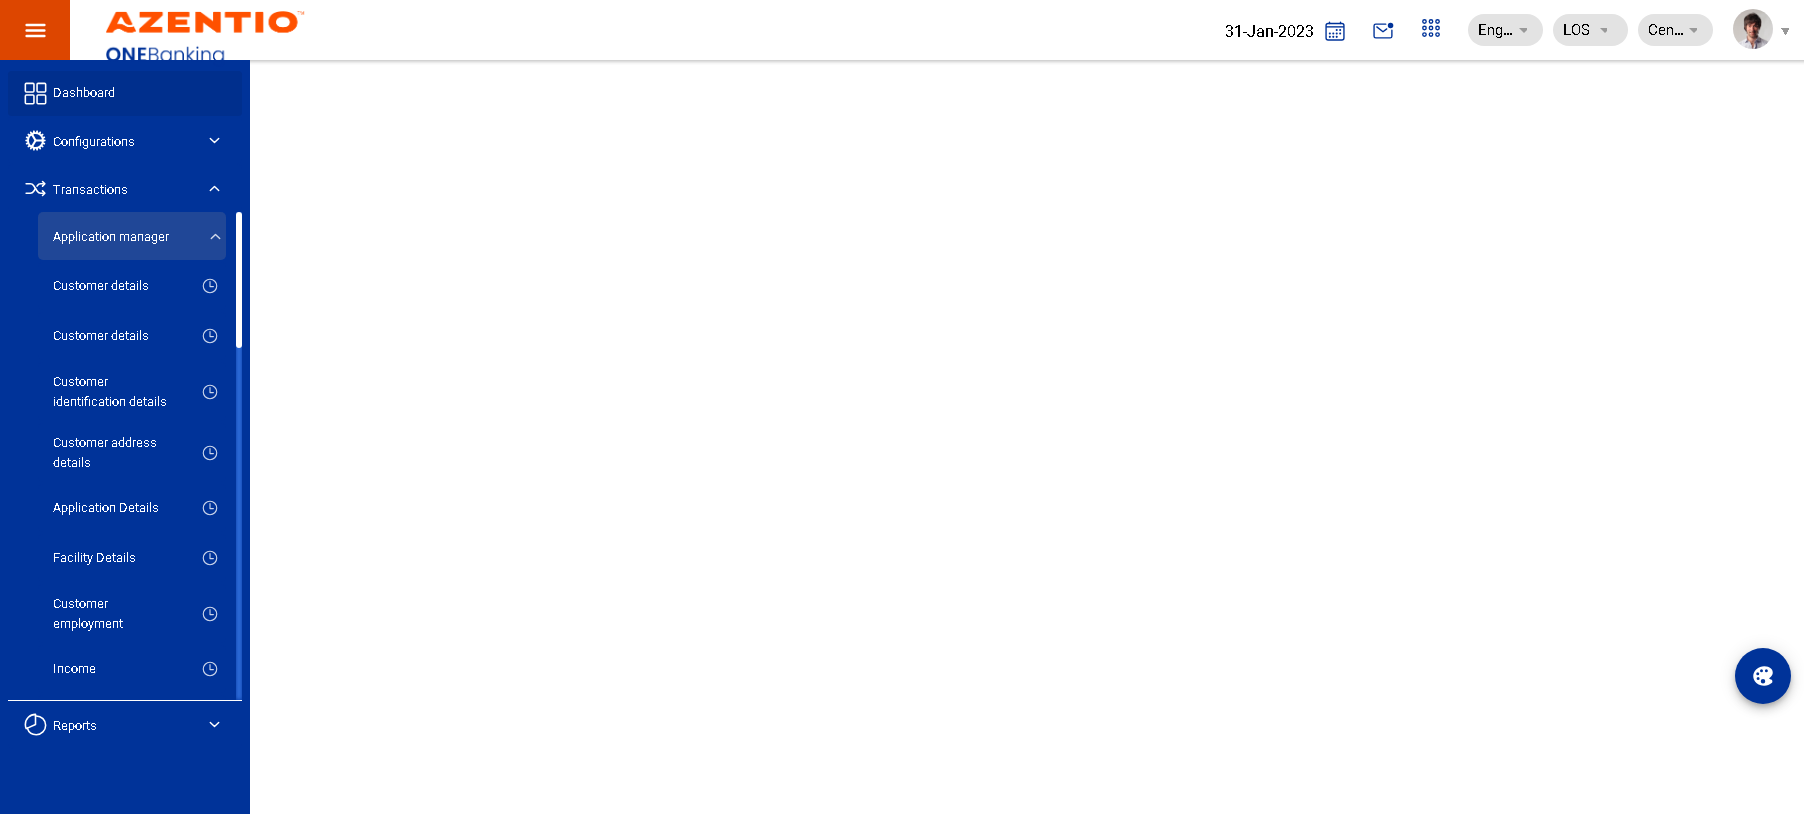 AZENTIO™
ONEBanking
31-Jan-2023
Eng...
LOS
Cen...
Dashboard
Configurations
Transactions
Application manager
Customer details
Customer details
Customer
identification details
Customer address
details
Application Details
Facility Details
Customer
employment
Income
Reports